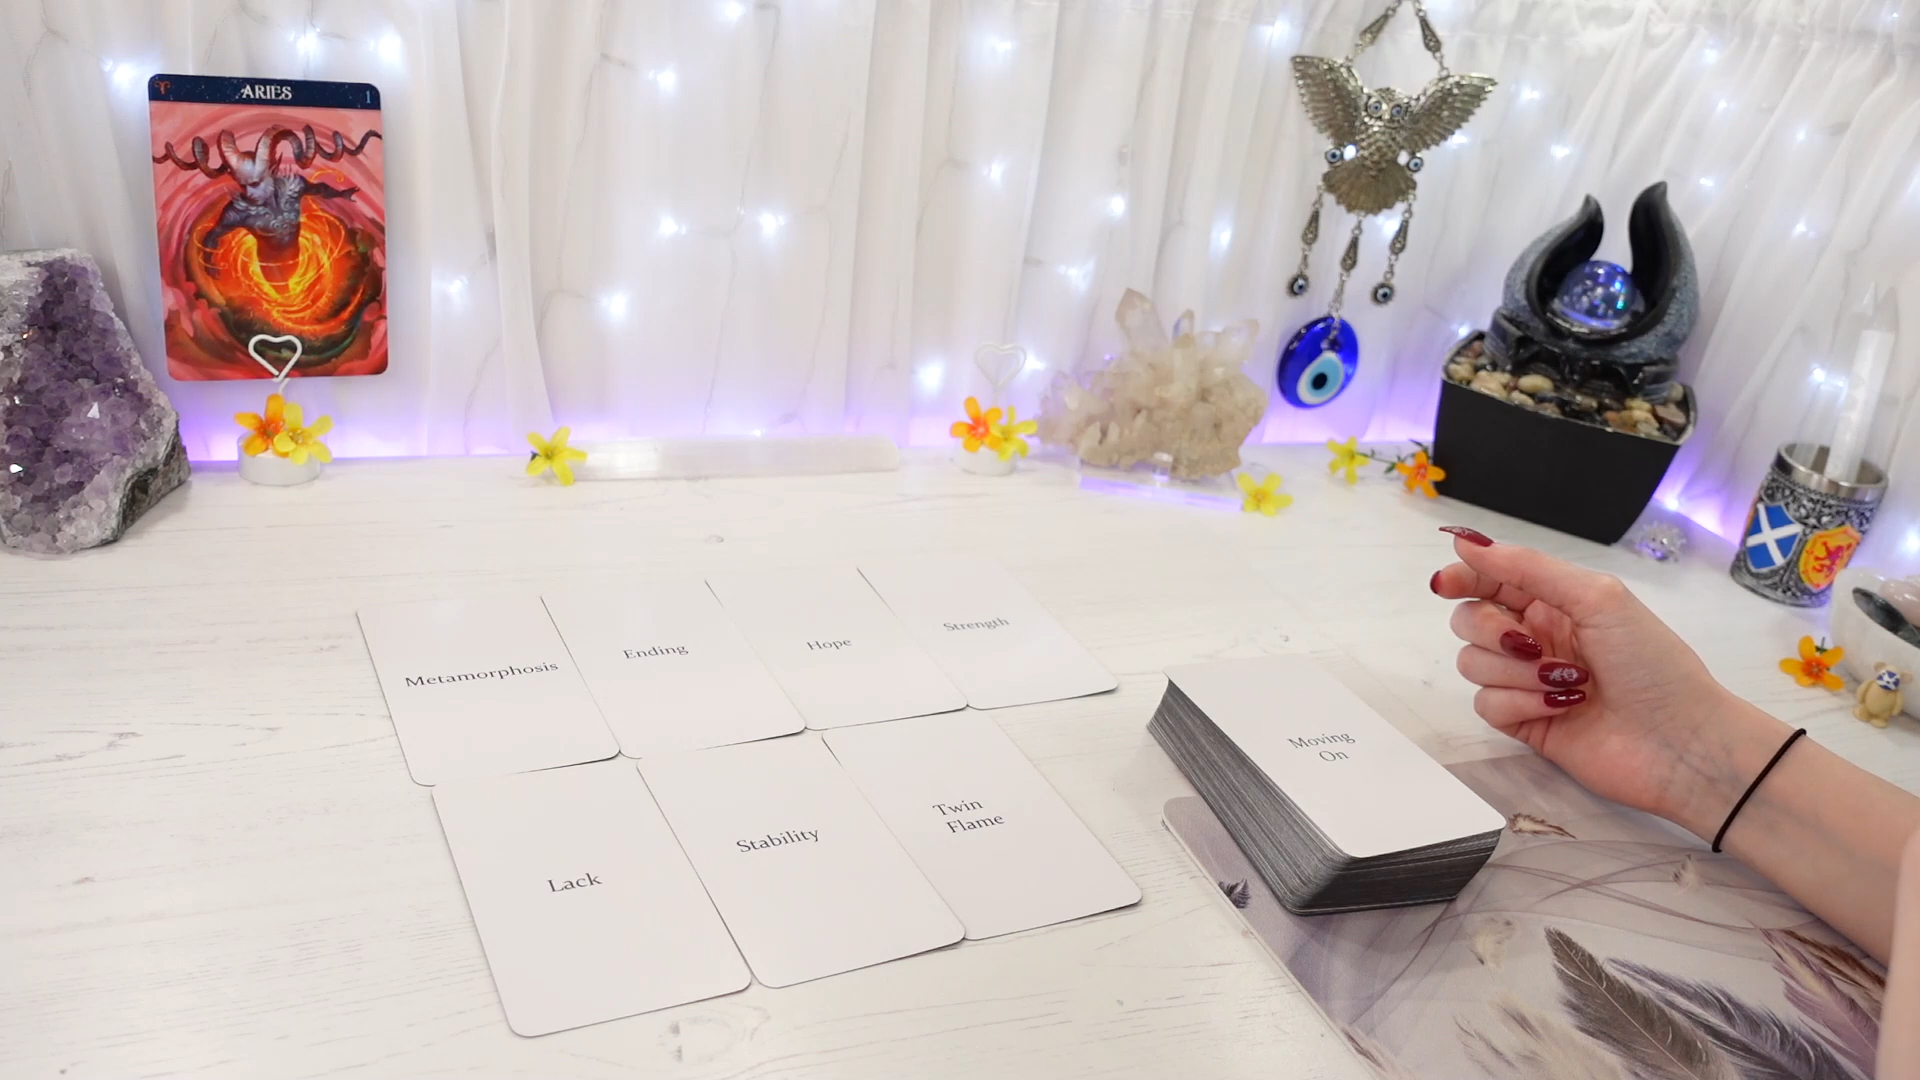 ARIES
1
Metamorphosis
Ending
Hope
Strength
Lack
Stability
Twin
Flame
Moving
On